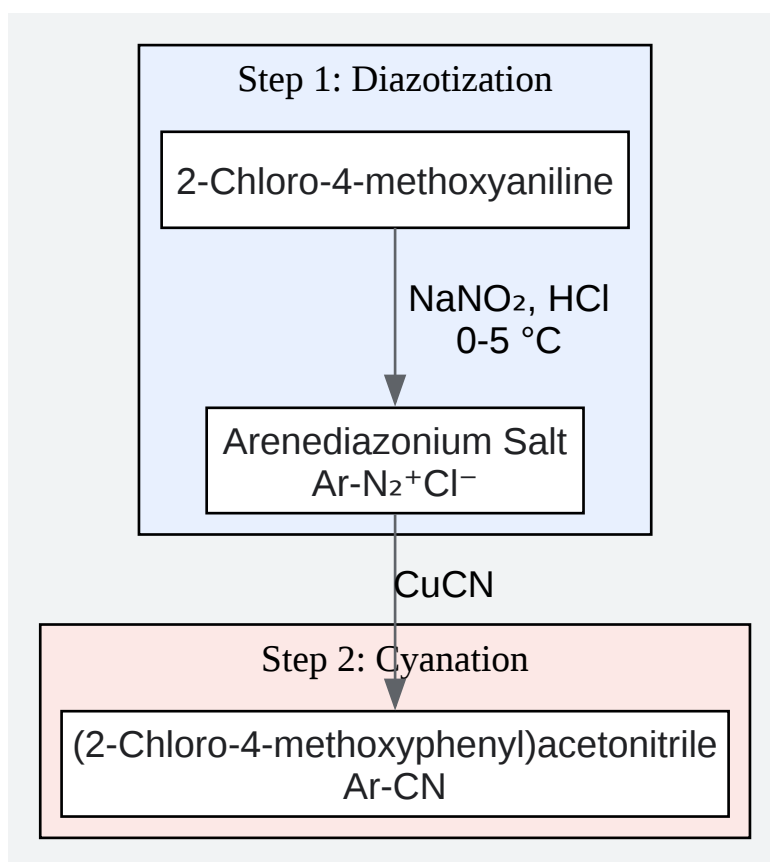 Step 1: Diazotization
2-Chloro-4-methoxyaniline
NaNO₂, HCl
0-5 °C
Arenediazonium Salt
Ar-N₂⁺Cl⁻
CuCN
Step 2: Cyanation
(2-Chloro-4-methoxyphenyl)acetonitrile
Ar-CN